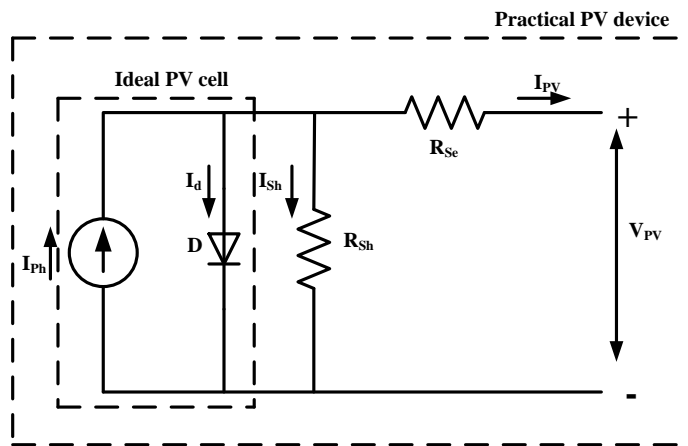 Practical PV device
Ideal PV cell
I_PV
+
R_Se
I_d
I_Sh
D
R_Sh
I_Ph
V_PV
-